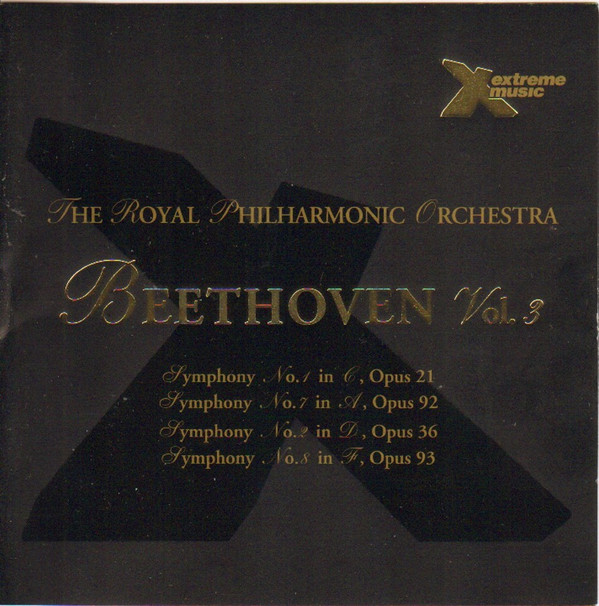 extreme
music
The Royal Philharmonic Orchestra
Beethoven Vol. 3
Symphony No.1 in C, Opus 21
Symphony No.7 in A, Opus 92
Symphony No.2 in D, Opus 36
Symphony No.8 in F, Opus 93